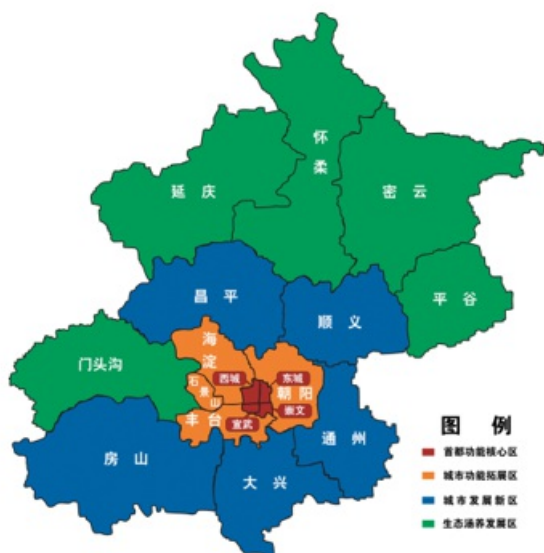 怀柔
延庆
密云
昌平
顺义
平谷
海淀
门头沟
石景山
西城
东城
朝阳
崇文
丰台
宣武
通州
房山
大兴
图 例
首都功能核心区
城市功能拓展区
城市发展新区
生态涵养发展区